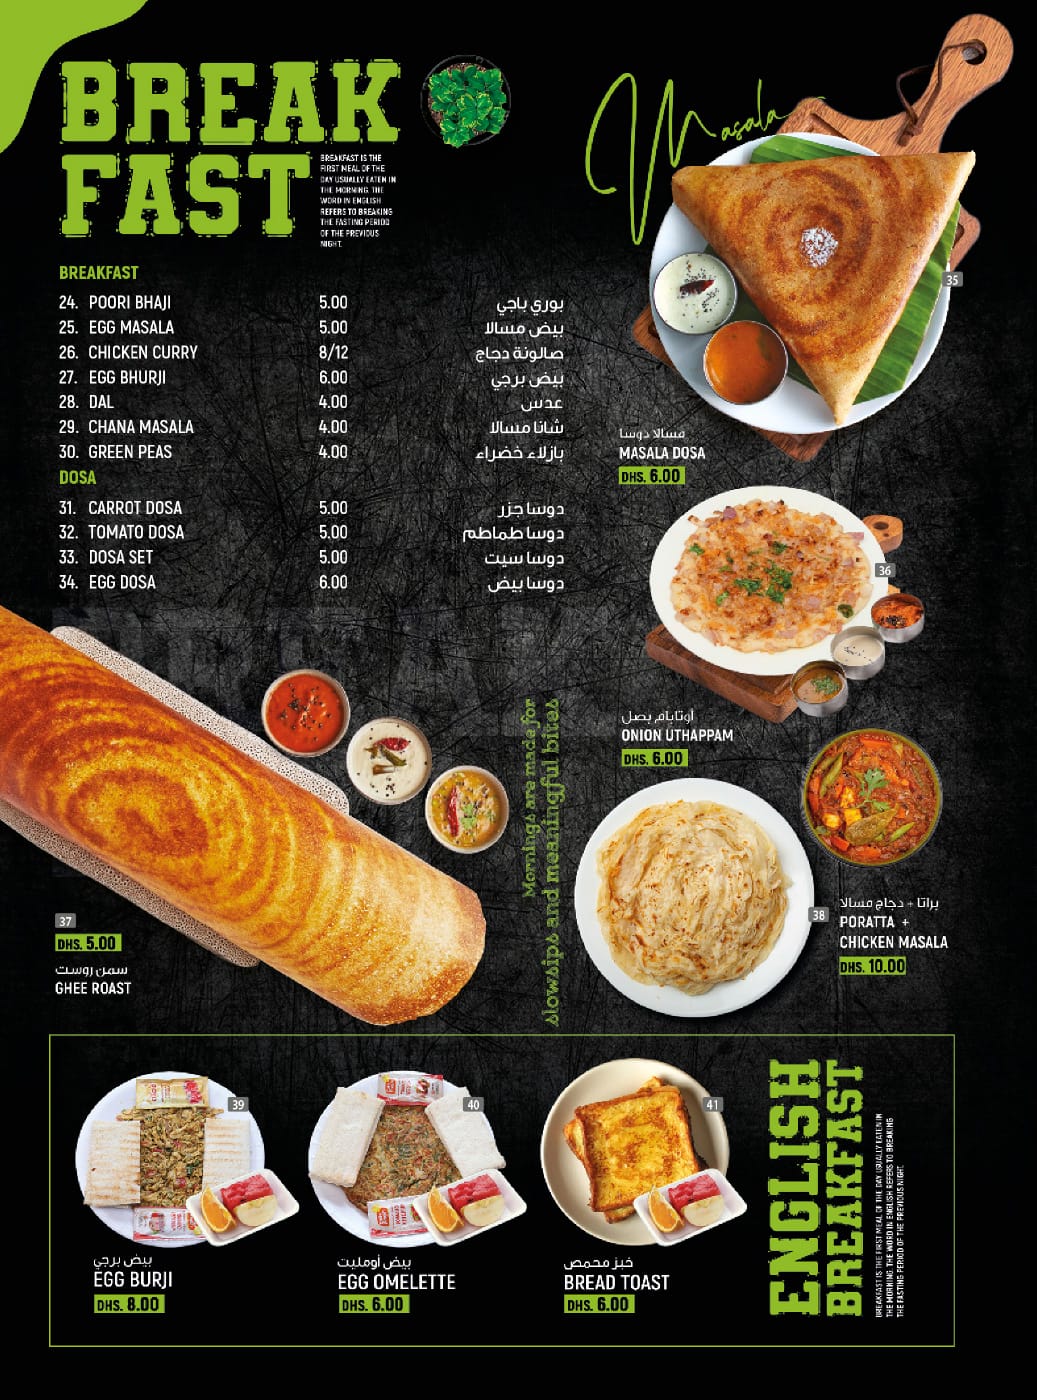 BREAK
FAST
BREAKFAST IS THE
FIRST MEAL OF THE
DAY USUALLY EATEN IN
THE MORNING. THE
WORD IN ENGLISH
REFERS TO BREAKING
THE FASTING PERIOD
OF THE PREVIOUS
NIGHT.
Masala
BREAKFAST
24. POORI BHAJI 5.00 بوري باجي
25. EGG MASALA 5.00 بيض مسالا
26. CHICKEN CURRY 8/12 صالونة دجاج
27. EGG BHURJI 6.00 بيض برجي
28. DAL 4.00 عدس
29. CHANA MASALA 4.00 شانا مسالا
30. GREEN PEAS 4.00 بازلاء خضراء
DOSA
31. CARROT DOSA 5.00 دوسا جزر
32. TOMATO DOSA 5.00 دوسا طماطم
33. DOSA SET 5.00 دوسا سيت
34. EGG DOSA 6.00 دوسا بيض
35
مسالا دوسا
MASALA DOSA
DHS. 6.00
36
أوتابام بصل
ONION UTHAPPAM
DHS. 6.00
Mornings are made for
slowsips and meaningful bites
37
DHS. 5.00
سمن روست
GHEE ROAST
38
براتا + دجاج مسالا
PORATTA +
CHICKEN MASALA
DHS. 10.00
39
بيض برجي
EGG BURJI
DHS. 8.00
40
بيض أومليت
EGG OMELETTE
DHS. 6.00
41
خبز محمص
BREAD TOAST
DHS. 6.00
ENGLISH
BREAKFAST
BREAKFAST IS THE FIRST MEAL OF THE DAY USUALLY EATEN IN
THE MORNING. THE WORD IN ENGLISH REFERS TO BREAKING
THE FASTING PERIOD OF THE PREVIOUS NIGHT.